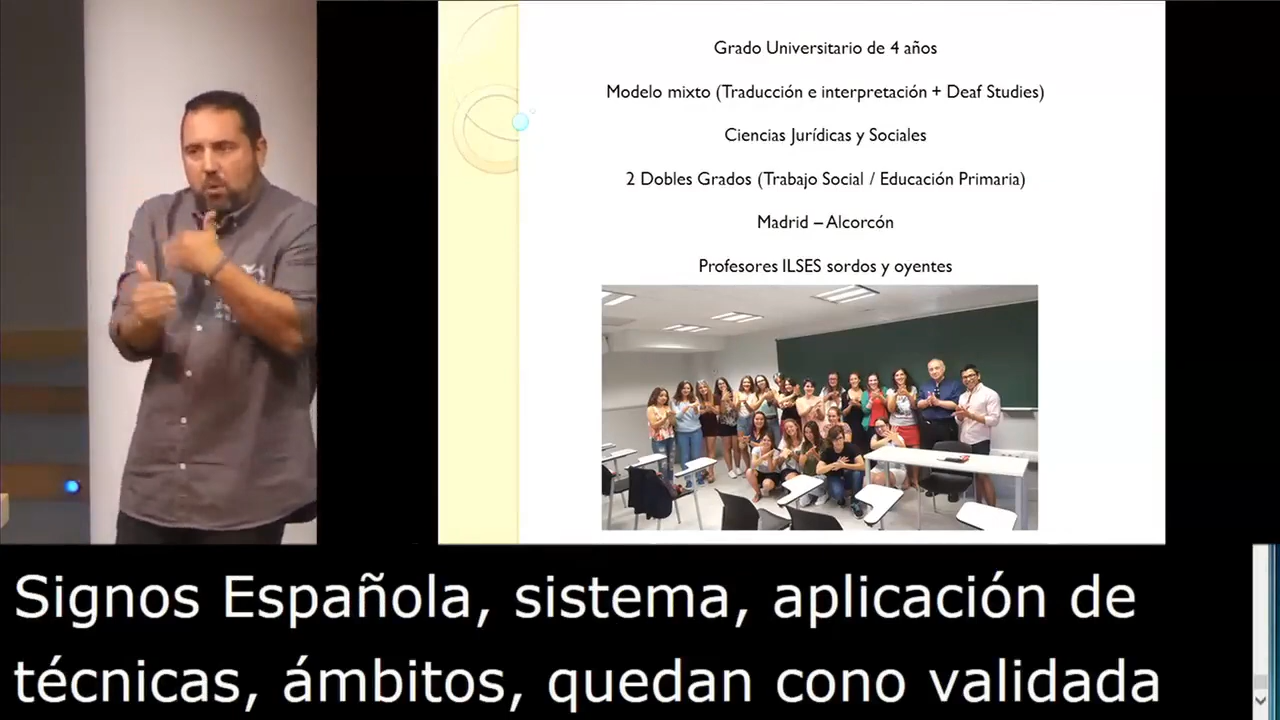 Grado Universitario de 4 años
Modelo mixto (Traducción e interpretación + Deaf Studies)
Ciencias Jurídicas y Sociales
2 Dobles Grados (Trabajo Social / Educación Primaria)
Madrid – Alcorcón
Profesores ILSES sordos y oyentes
Signos Española, sistema, aplicación de
técnicas, ámbitos, quedan cono validada